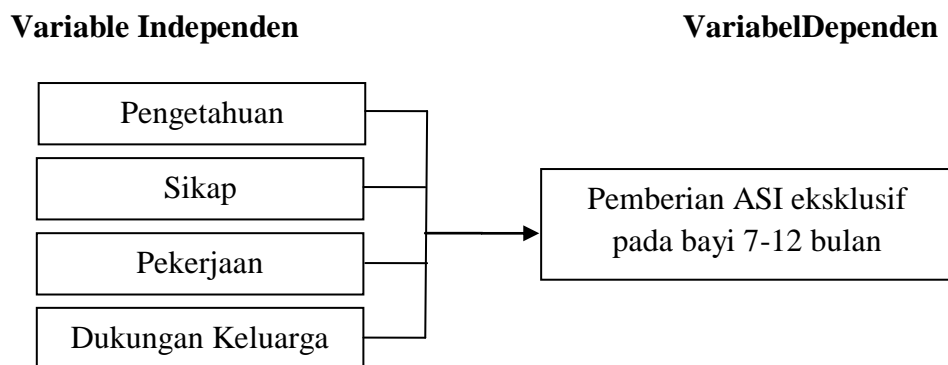 Variable Independen
VariabelDependen
Pengetahuan
Sikap
Pekerjaan
Dukungan Keluarga
Pemberian ASI eksklusif
pada bayi 7-12 bulan